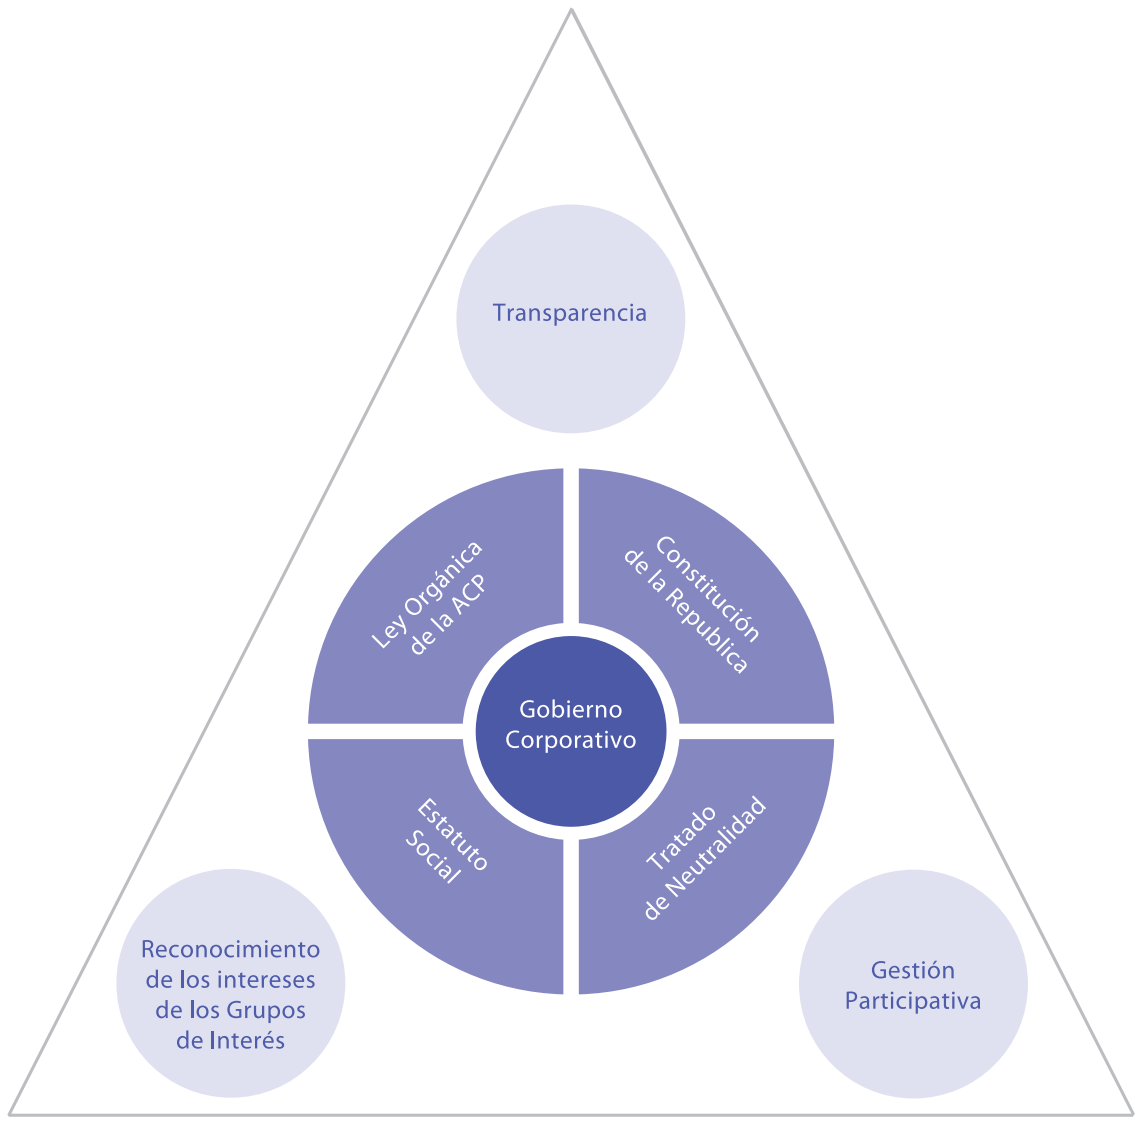 Transparencia
Ley Orgánica
de la ACP
Constitución
de la Republica
Gobierno
Corporativo
Estatuto
Social
Tratado
de Neutralidad
Reconocimiento
de los intereses
de los Grupos
de Interés
Gestión
Participativa